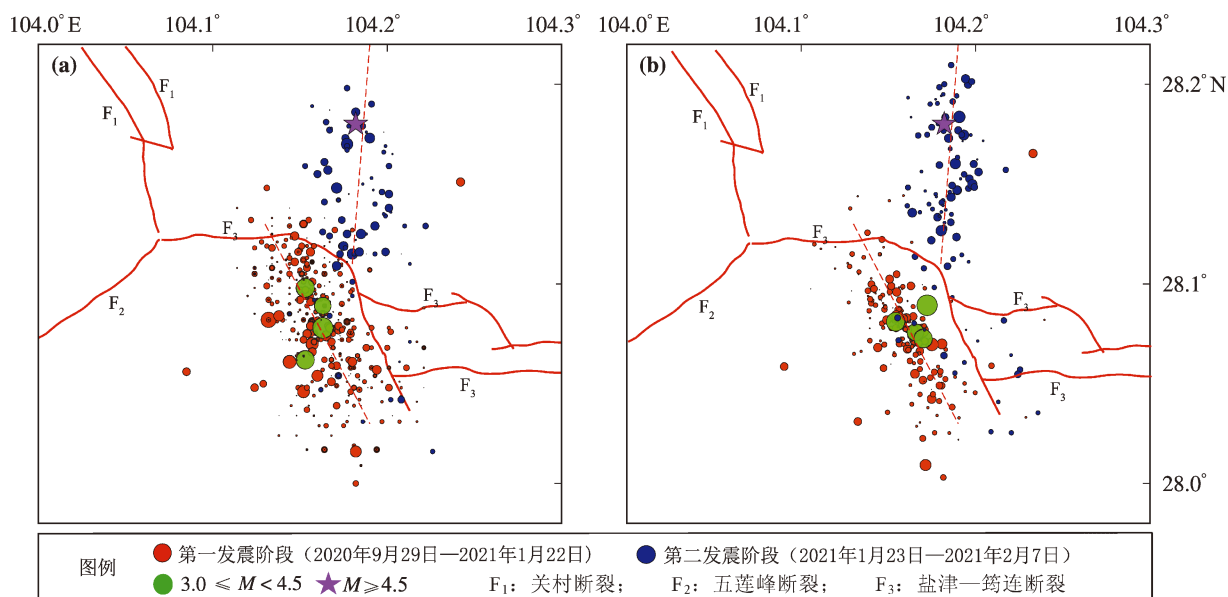 104.0°E 104.1° 104.2° 104.3° 104.0°E 104.1° 104.2° 104.3°
(a) (b)
F1 F1
F1 F1
28.2°N
F3 F3
F2 F2
F3 F3
28.1°
F3 F3
28.0°
图例
第一发震阶段（2020年9月29日—2021年1月22日） 第二发震阶段（2021年1月23日—2021年2月7日）
3.0 ≤ M < 4.5 M≥4.5 F1：关村断裂； F2：五莲峰断裂； F3：盐津—筠连断裂